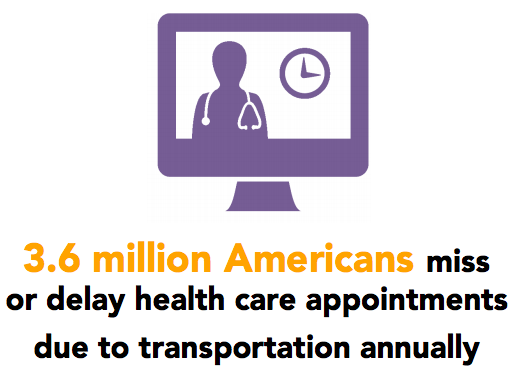 3.6 million Americans miss
or delay health care appointments
due to transportation annually